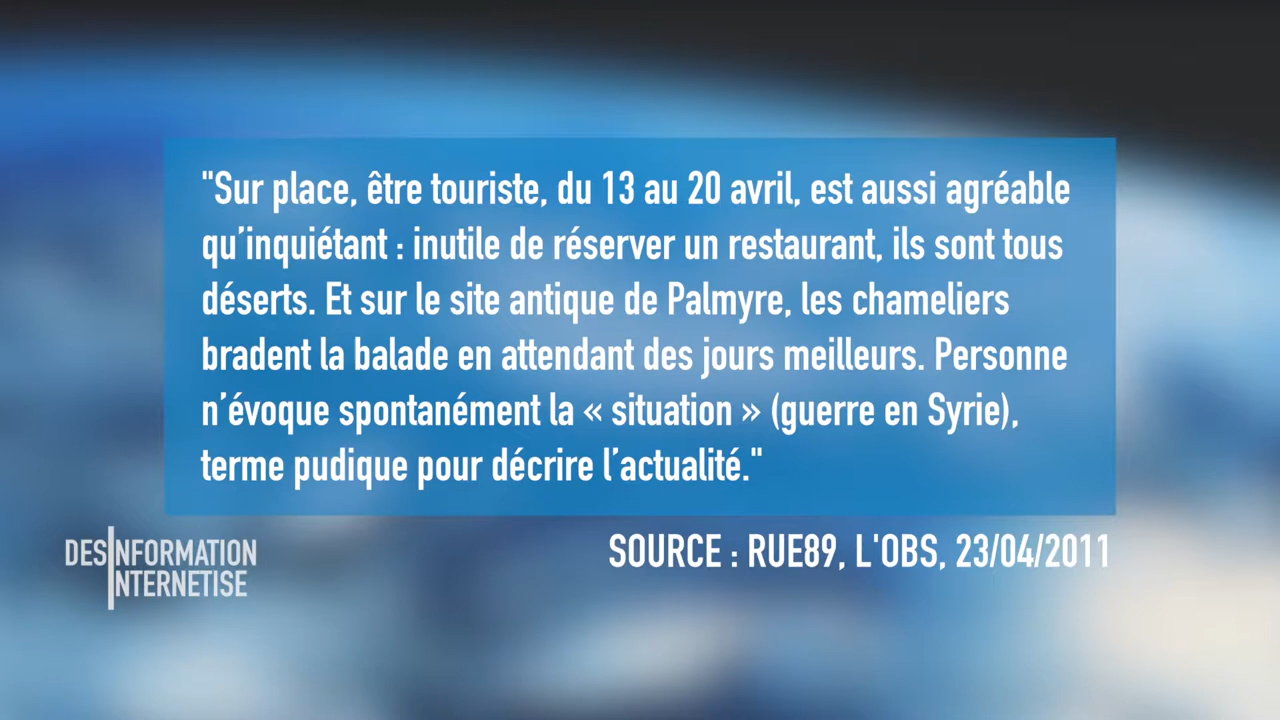 "Sur place, être touriste, du 13 au 20 avril, est aussi agréable
qu’inquiétant : inutile de réserver un restaurant, ils sont tous
déserts. Et sur le site antique de Palmyre, les chameliers
bradent la balade en attendant des jours meilleurs. Personne
n’évoque spontanément la « situation » (guerre en Syrie),
terme pudique pour décrire l’actualité."
SOURCE : RUE89, L'OBS, 23/04/2011
DESINFORMATION
INTERNETISE